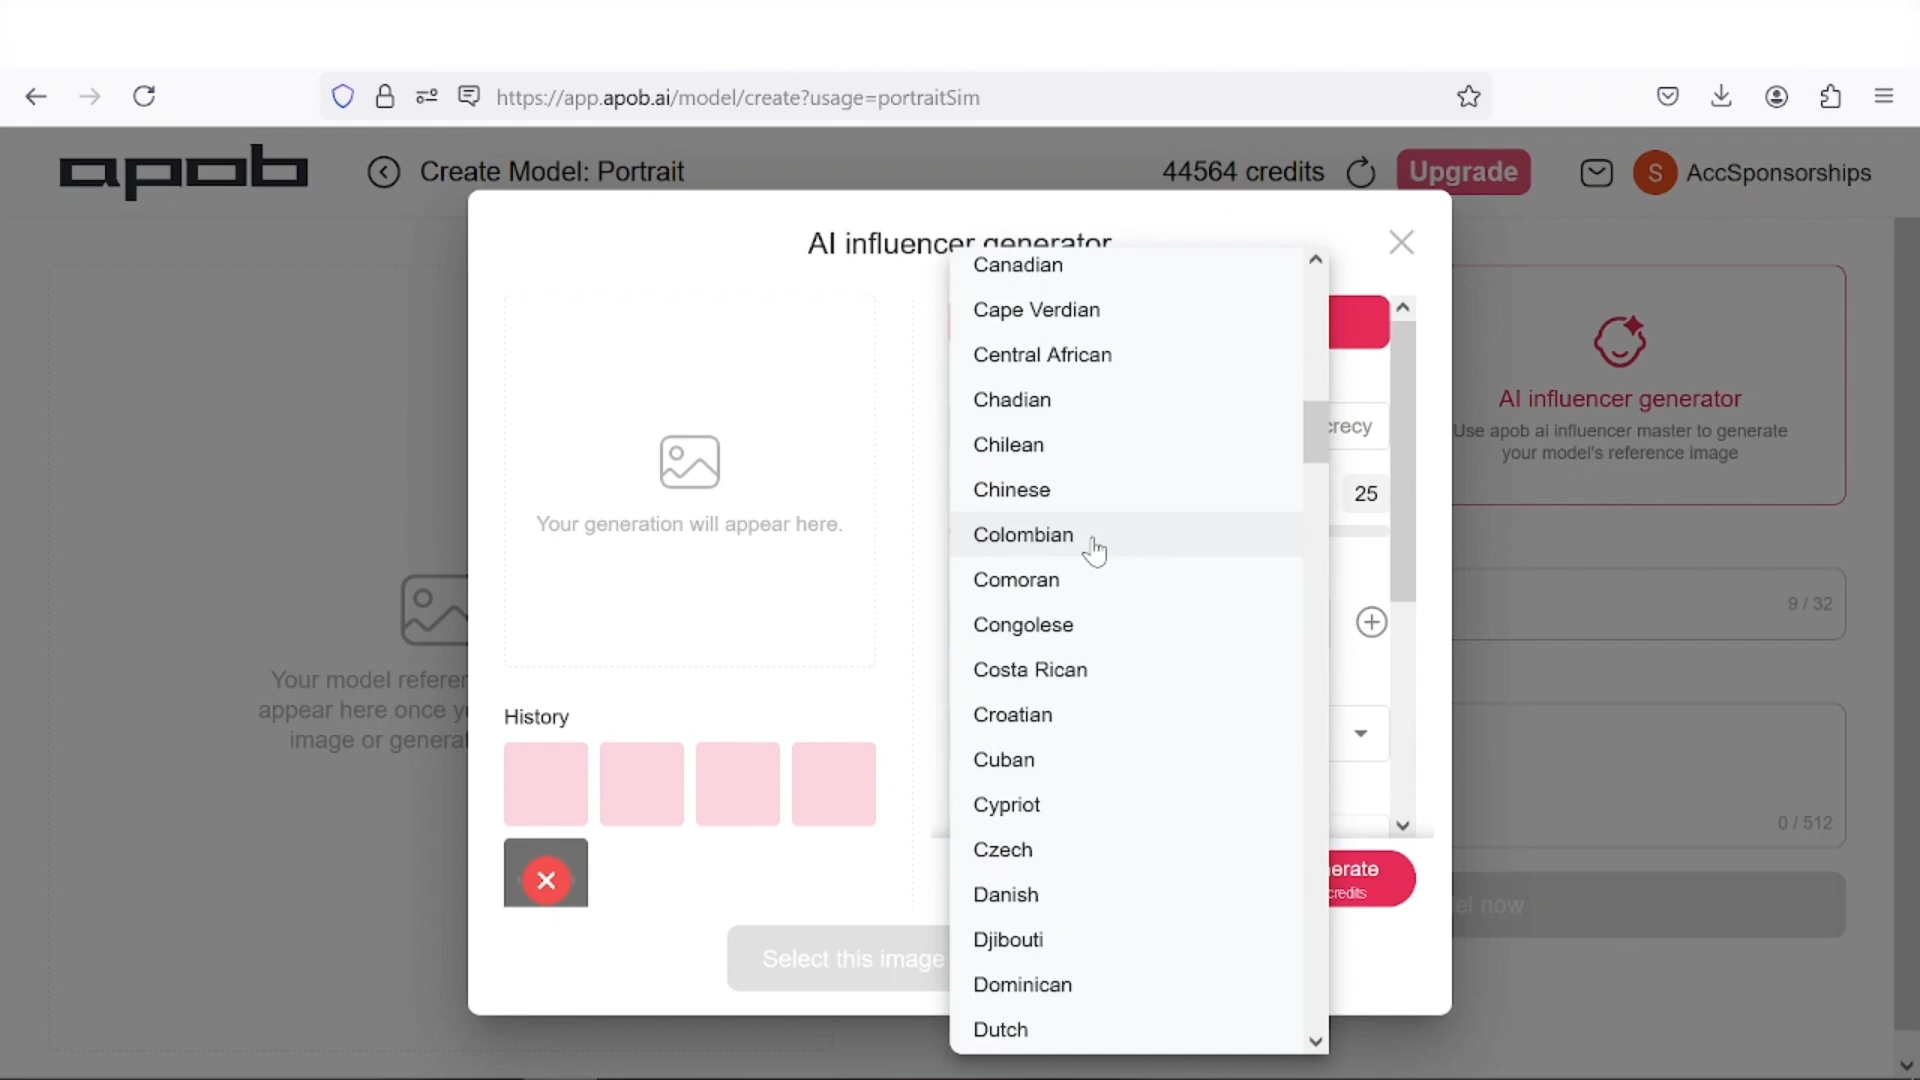 https://app.apob.ai/model/create?usage=portraitSim
apob
Create Model: Portrait
44564 credits
Upgrade
S
AccSponsorships
AI influencer generator
Canadian
Cape Verdian
Central African
Chadian
Chilean
Chinese
Colombian
Comoran
Congolese
Costa Rican
Croatian
Cuban
Cypriot
Czech
Danish
Djibouti
Dominican
Dutch
crecy
25
Your generation will appear here.
History
Select this image
erate
credits
Your model referen
appear here once y
image or general
AI influencer generator
Use apob ai influencer master to generate
your model's reference image
9 / 32
0 / 512
el now